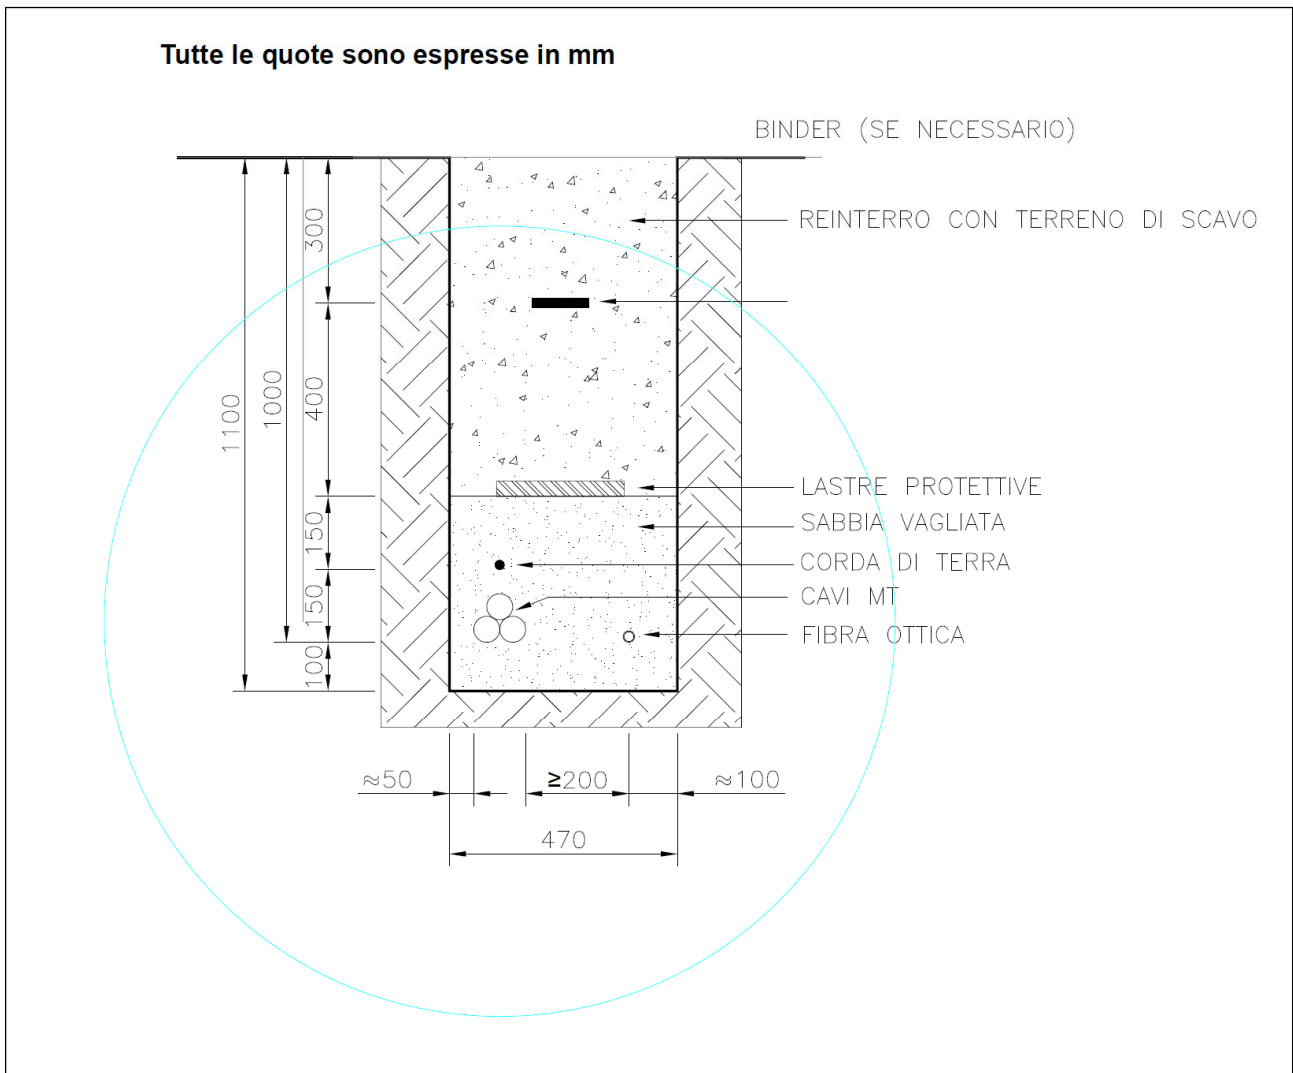 Tutte le quote sono espresse in mm
BINDER (SE NECESSARIO)
REINTERRO CON TERRENO DI SCAVO
300
400
1000
1100
LASTRE PROTETTIVE
SABBIA VAGLIATA
150
CORDA DI TERRA
CAVI MT
150
FIBRA OTTICA
100
≈50
≥200
≈100
470